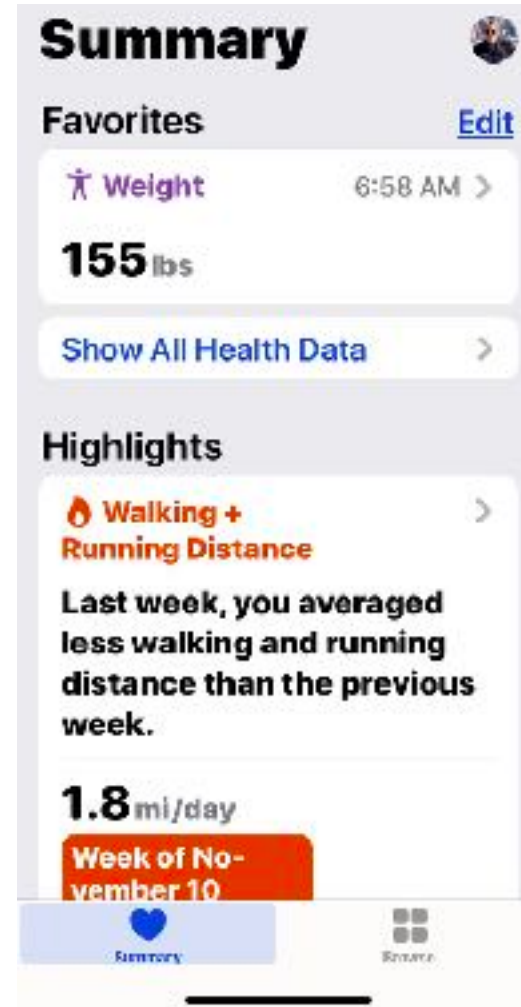 Summary
Favorites
Edit
Weight
6:58 AM
155 lbs
Show All Health Data
Highlights
Walking +
Running Distance
Last week, you averaged
less walking and running
distance than the previous
week.
1.8 mi/day
Week of No-
vember 10
Summary
Browse